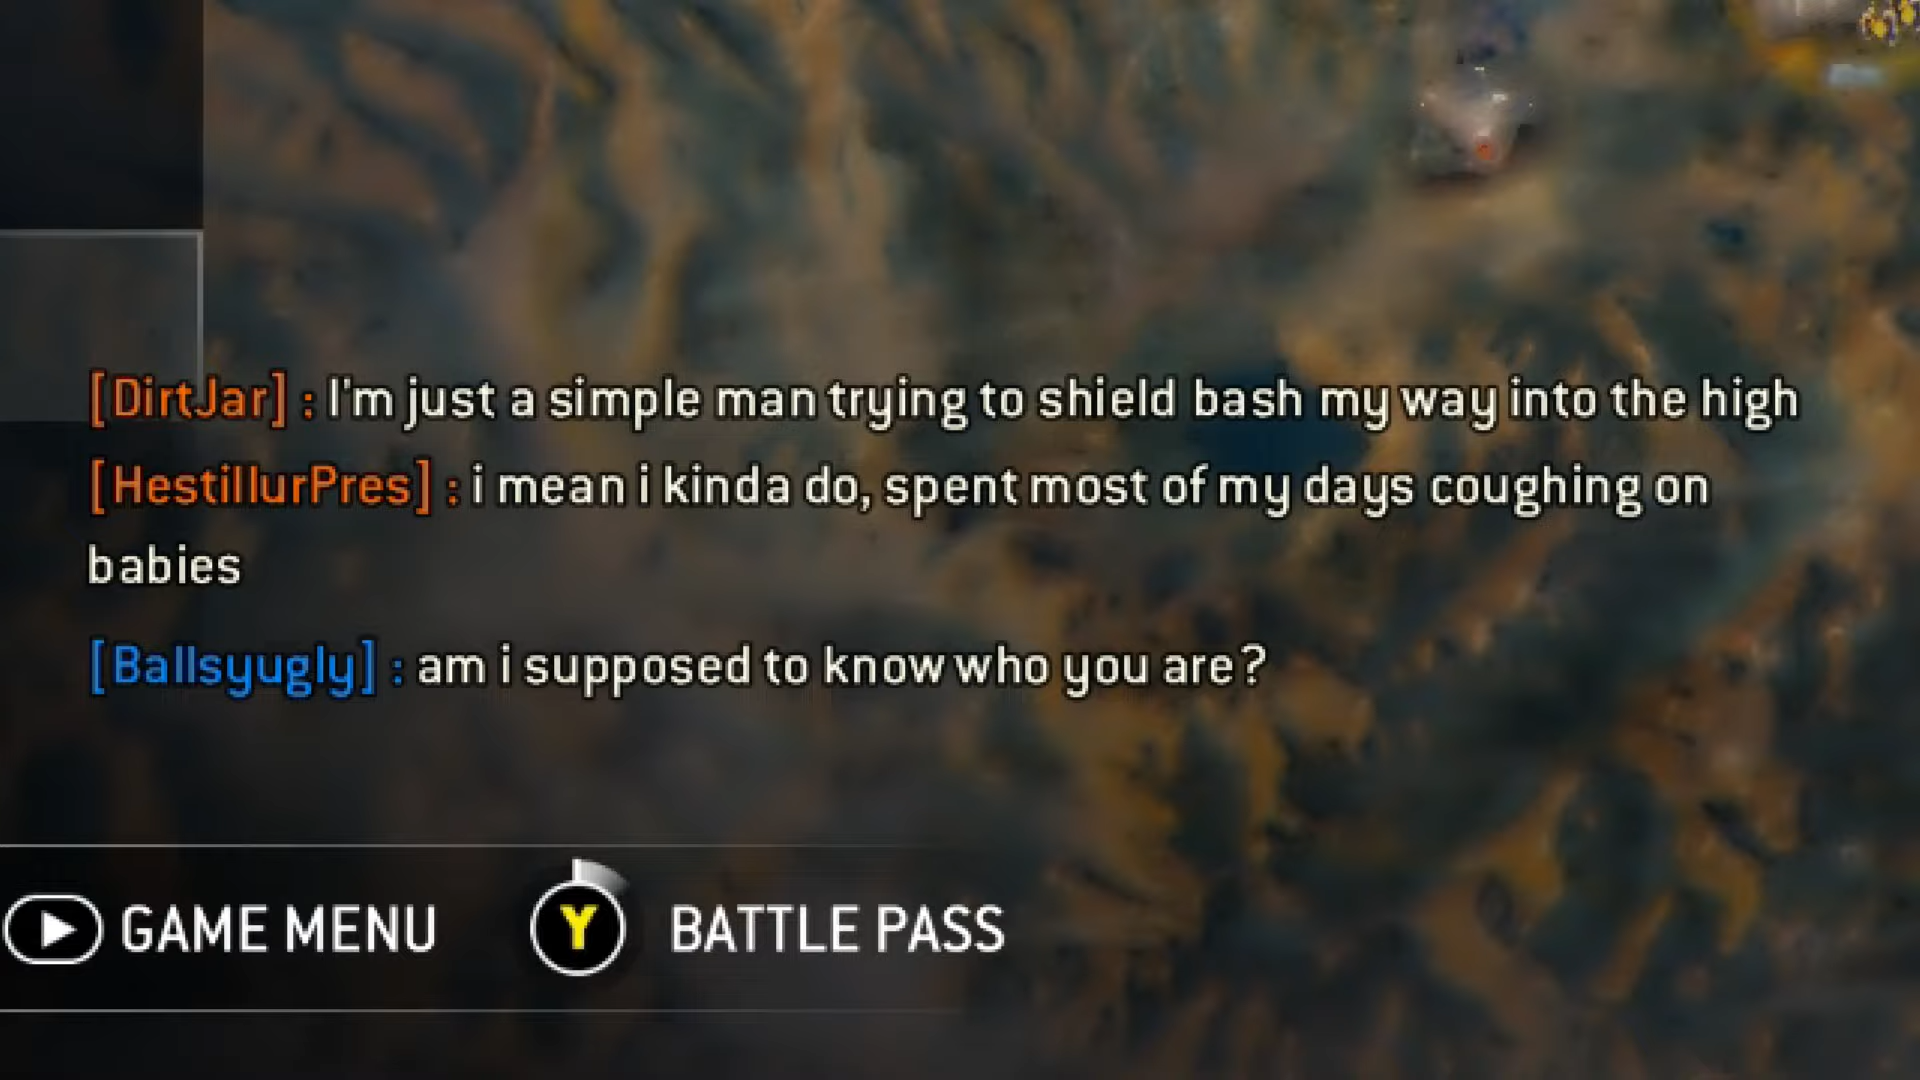 [DirtJar] : I'm just a simple man trying to shield bash my way into the high
[HestillurPres] : i mean i kinda do, spent most of my days coughing on
babies
[Ballsyugly] : am i supposed to know who you are?
GAME MENU Y BATTLE PASS